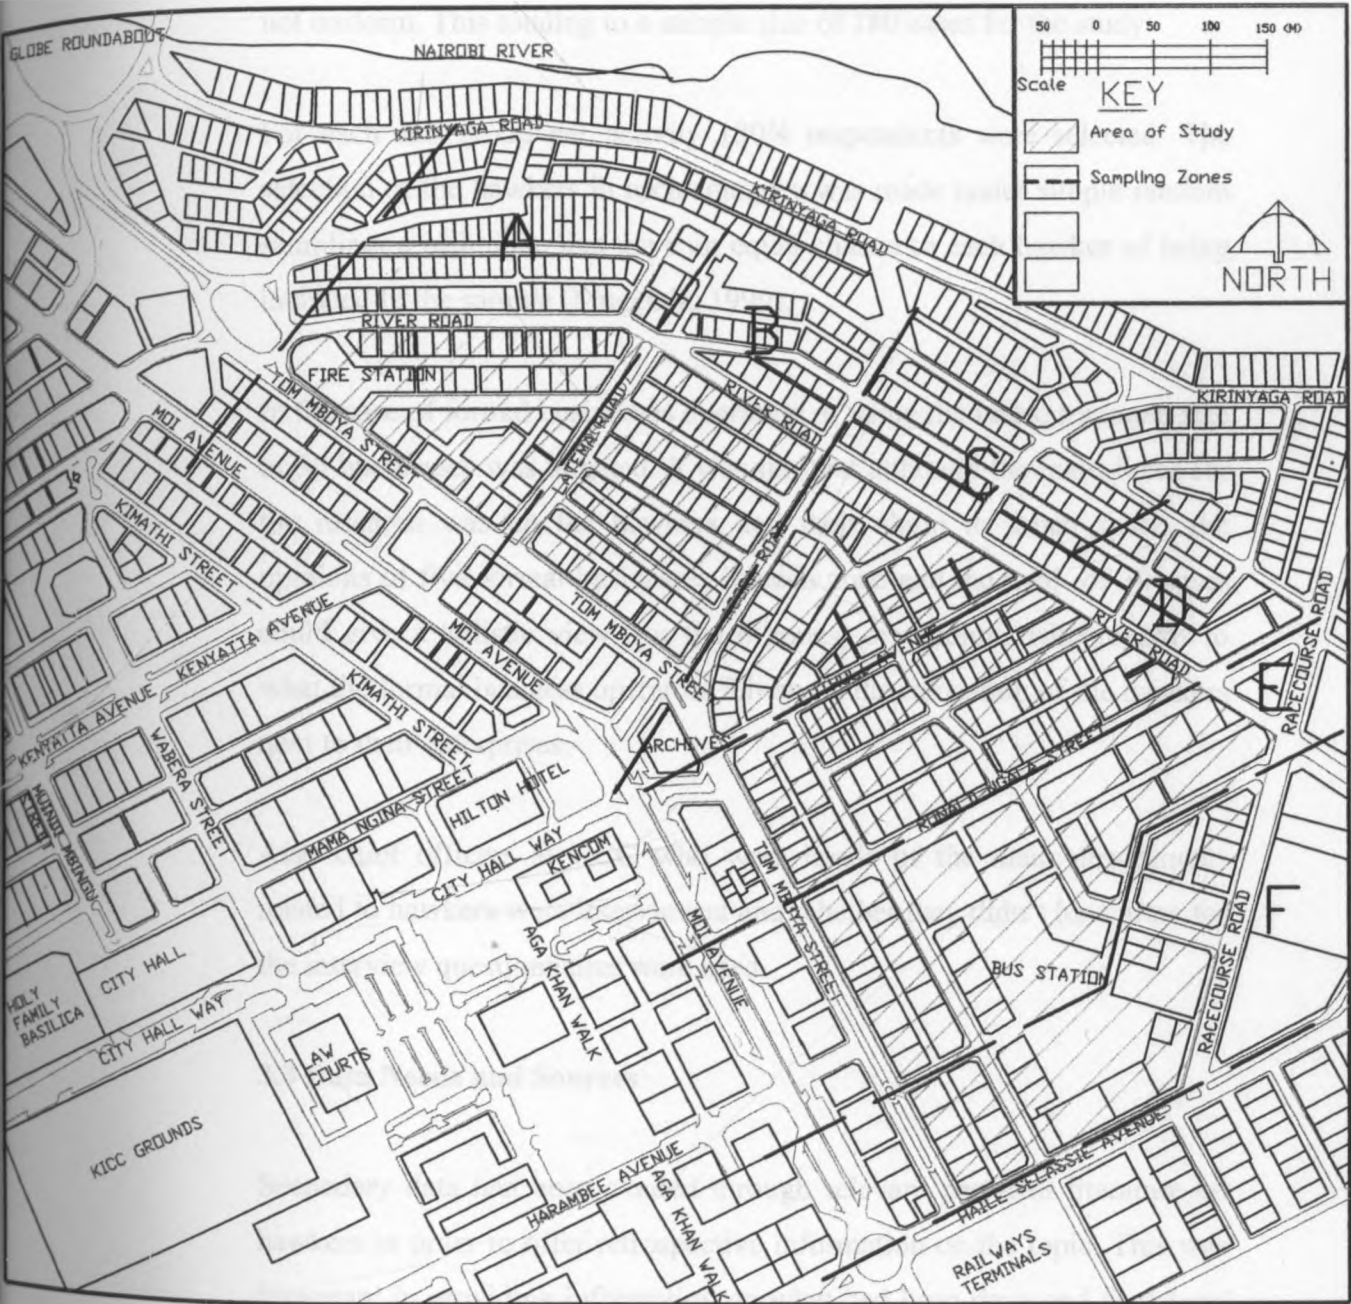 GLOBE ROUNDABOUT
NAIROBI RIVER
50 0 50 100 150 (M)
Scale
KEY
Area of Study
Sampling Zones
NORTH
KIRINYAGA ROAD
KIRINYAGA ROAD
KIRINYAGA ROAD
A
B
C
D
E
F
RIVER ROAD
FIRE STATION
TOM MBOYA STREET
MOI AVENUE
KIMATHI STREET
RIVER ROAD
TOM MBOYA STREET
KENYATTA AVENUE
KENYATTA AVENUE
MOI AVENUE
KIMATHI STREET
WABERA STREET
RIVER ROAD
RACECOURSE ROAD
ARCHIVES
RONALD NGALA STREET
MAMA NGINA STREET
HILTON HOTEL
CITY HALL WAY
KENCOM
MUINDI MBINGU
STREET
TOM MBOYA STREET
MOI AVENUE
AGA KHAN WALK
BUS STATION
RACECOURSE ROAD
CITY HALL
HOLY
FAMILY
BASILICA
CITY HALL WAY
LAW
COURTS
KICC GROUNDS
HARAMBEE AVENUE
AGA KHAN WALK
HAILE SELASSIE AVENUE
RAILWAYS
TERMINALS